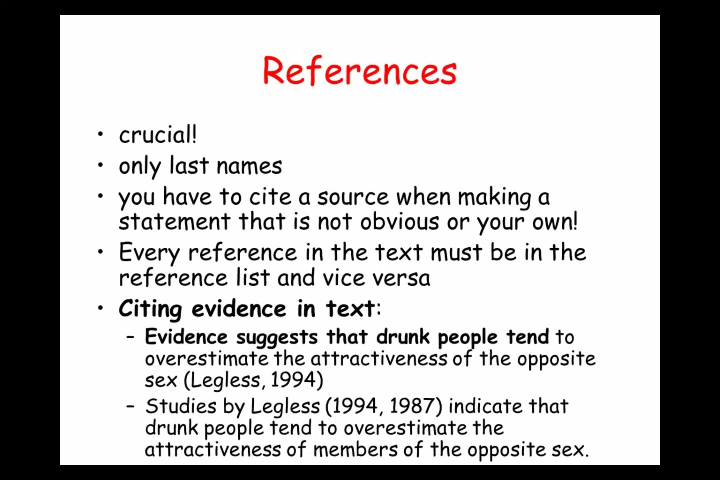 References
• crucial!
• only last names
• you have to cite a source when making a
statement that is not obvious or your own!
• Every reference in the text must be in the
reference list and vice versa
• Citing evidence in text:
– Evidence suggests that drunk people tend to
overestimate the attractiveness of the opposite
sex (Legless, 1994)
– Studies by Legless (1994, 1987) indicate that
drunk people tend to overestimate the
attractiveness of members of the opposite sex.